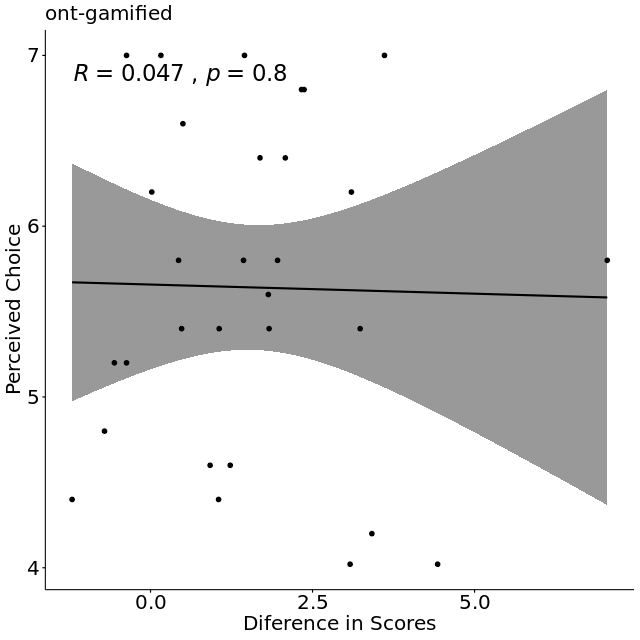 ont-gamified
R = 0.047 , p = 0.8
7
6
5
4
Perceived Choice
0.0 2.5 5.0
Diference in Scores